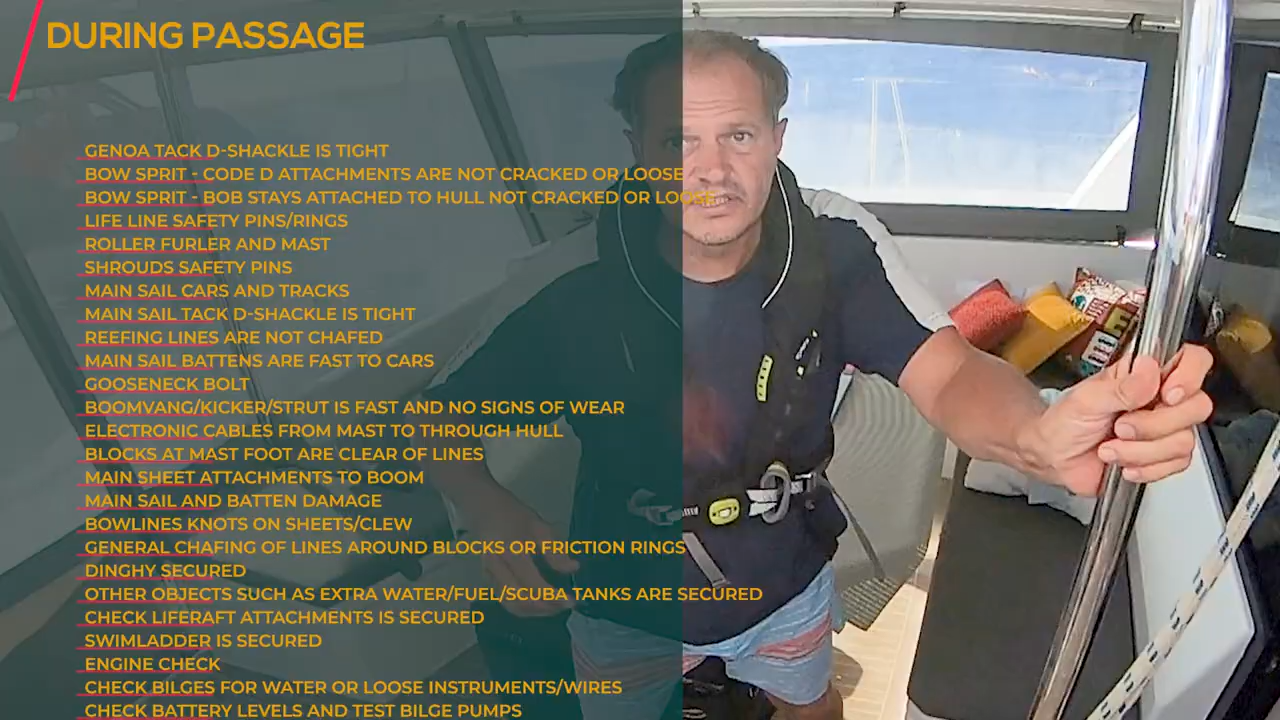 DURING PASSAGE
GENOA TACK D-SHACKLE IS TIGHT
BOW SPRIT - CODE D ATTACHMENTS ARE NOT CRACKED OR LOOSE
BOW SPRIT - BOB STAYS ATTACHED TO HULL NOT CRACKED OR LOOSE
LIFE LINE SAFETY PINS/RINGS
ROLLER FURLER AND MAST
SHROUDS SAFETY PINS
MAIN SAIL CARS AND TRACKS
MAIN SAIL TACK D-SHACKLE IS TIGHT
REEFING LINES ARE NOT CHAFED
MAIN SAIL BATTENS ARE FAST TO CARS
GOOSENECK BOLT
BOOMVANG/KICKER/STRUT IS FAST AND NO SIGNS OF WEAR
ELECTRONIC CABLES FROM MAST TO THROUGH HULL
BLOCKS AT MAST FOOT ARE CLEAR OF LINES
MAIN SHEET ATTACHMENTS TO BOOM
MAIN SAIL AND BATTEN DAMAGE
BOWLINES KNOTS ON SHEETS/CLEW
GENERAL CHAFING OF LINES AROUND BLOCKS OR FRICTION RINGS
DINGHY SECURED
OTHER OBJECTS SUCH AS EXTRA WATER/FUEL/SCUBA TANKS ARE SECURED
CHECK LIFERAFT ATTACHMENTS IS SECURED
SWIMLADDER IS SECURED
ENGINE CHECK
CHECK BILGES FOR WATER OR LOOSE INSTRUMENTS/WIRES
CHECK BATTERY LEVELS AND TEST BILGE PUMPS